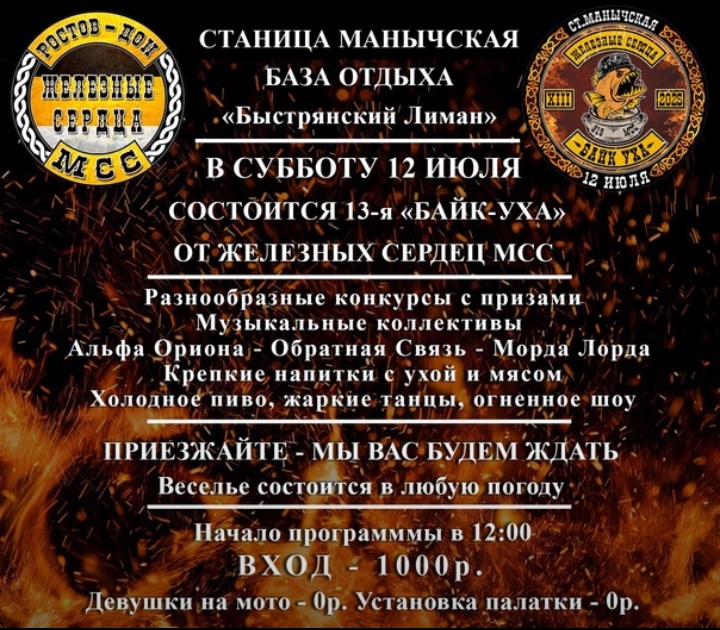 РОСТОВ - ДОН
ЖЕЛЕЗНЫЕ
СЕРДЦА
МСС
СТАНИЦА МАНЫЧСКАЯ
БАЗА ОТДЫХА
«Быстрянский Лиман»
СТ.МАНЫЧСКАЯ
ЖЕЛЕЗНЫЕ СЕРДЦА
XIII
2025
МСС
БАЙК УХА
12 ИЮЛЯ
В СУББОТУ 12 ИЮЛЯ
СОСТОИТСЯ 13-я «БАЙК-УХА»
ОТ ЖЕЛЕЗНЫХ СЕРДЕЦ МСС
Разнообразные конкурсы с призами
Музыкальные коллективы
Альфа Ориона - Обратная Связь - Морда Лорда
Крепкие напитки с ухой и мясом
Холодное пиво, жаркие танцы, огненное шоу
ПРИЕЗЖАЙТЕ - МЫ ВАС БУДЕМ ЖДАТЬ
Веселье состоится в любую погоду
Начало программмы в 12:00
ВХОД - 1000р.
Девушки на мото - 0р. Установка палатки - 0р.